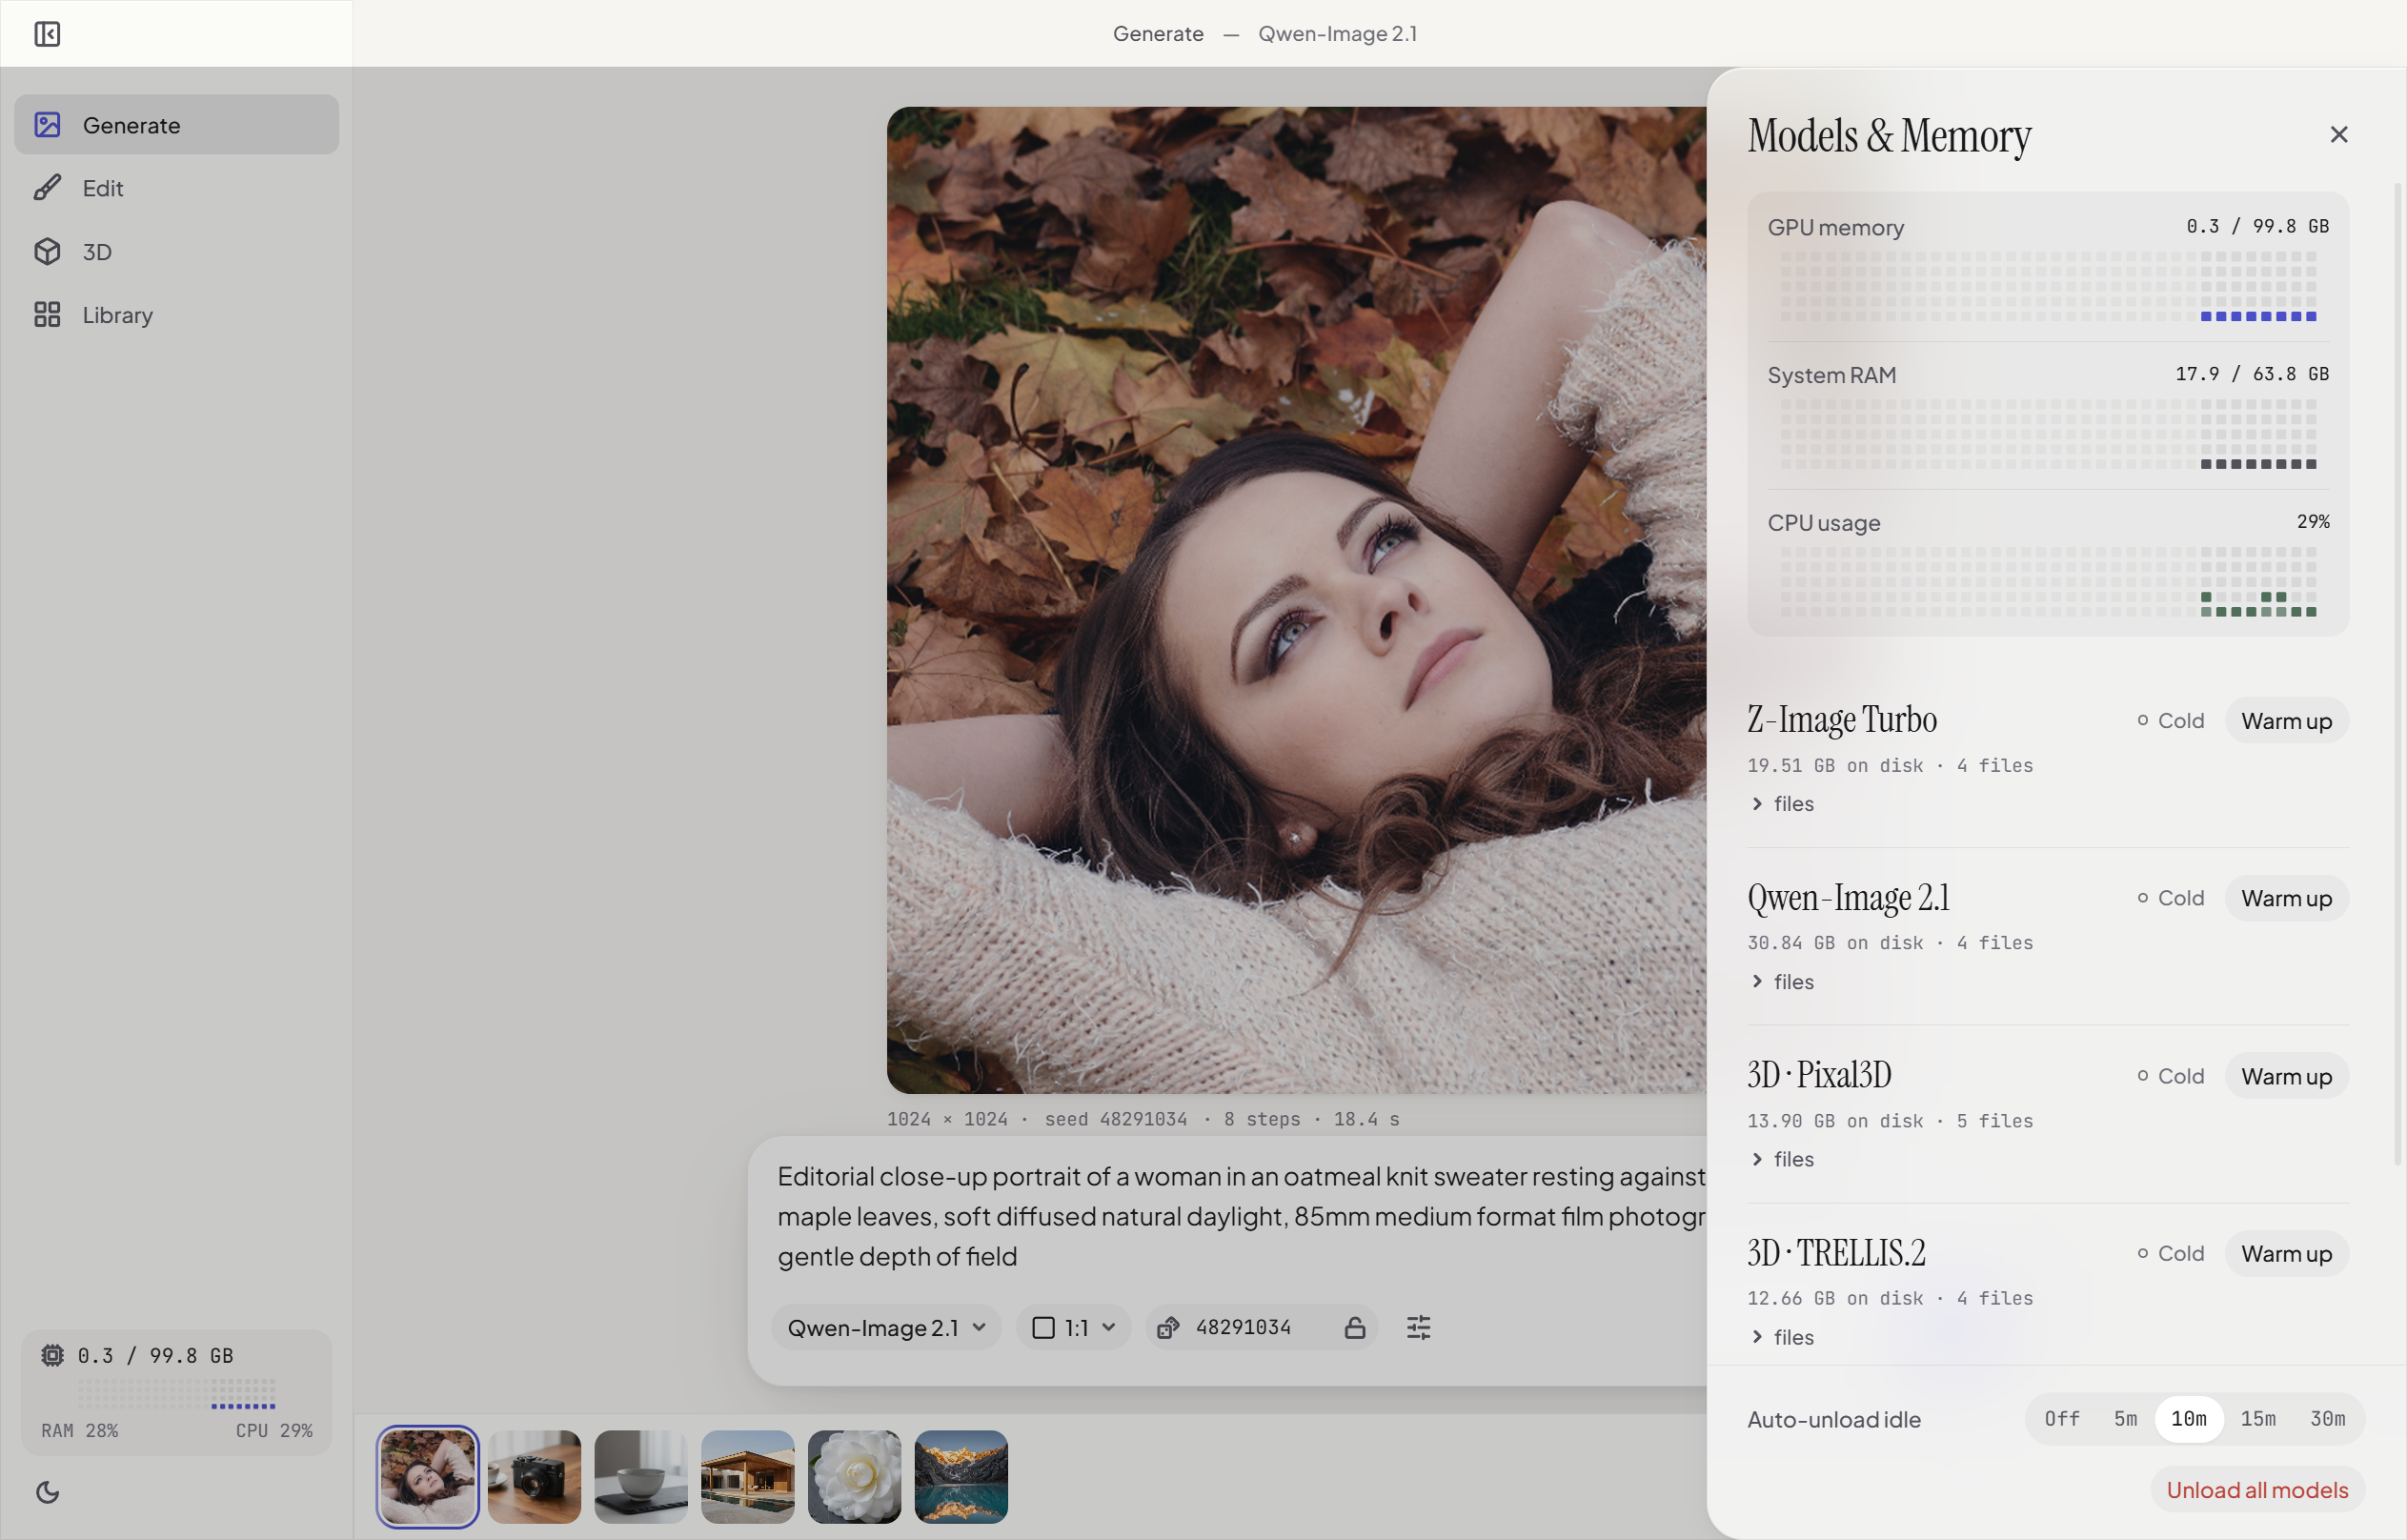 Generate — Qwen-Image 2.1
Generate
Edit
3D
Library
0.3 / 99.8 GB
RAM 28% CPU 29%
1024 × 1024 · seed 48291034 · 8 steps · 18.4 s
Editorial close-up portrait of a woman in an oatmeal knit sweater resting against
maple leaves, soft diffused natural daylight, 85mm medium format film photogr
gentle depth of field
Qwen-Image 2.1 1:1 48291034
Models & Memory
GPU memory 0.3 / 99.8 GB
System RAM 17.9 / 63.8 GB
CPU usage 29%
Z-Image Turbo Cold Warm up
19.51 GB on disk · 4 files
files
Qwen-Image 2.1 Cold Warm up
30.84 GB on disk · 4 files
files
3D · Pixal3D Cold Warm up
13.90 GB on disk · 5 files
files
3D · TRELLIS.2 Cold Warm up
12.66 GB on disk · 4 files
files
Auto-unload idle Off 5m 10m 15m 30m
Unload all models